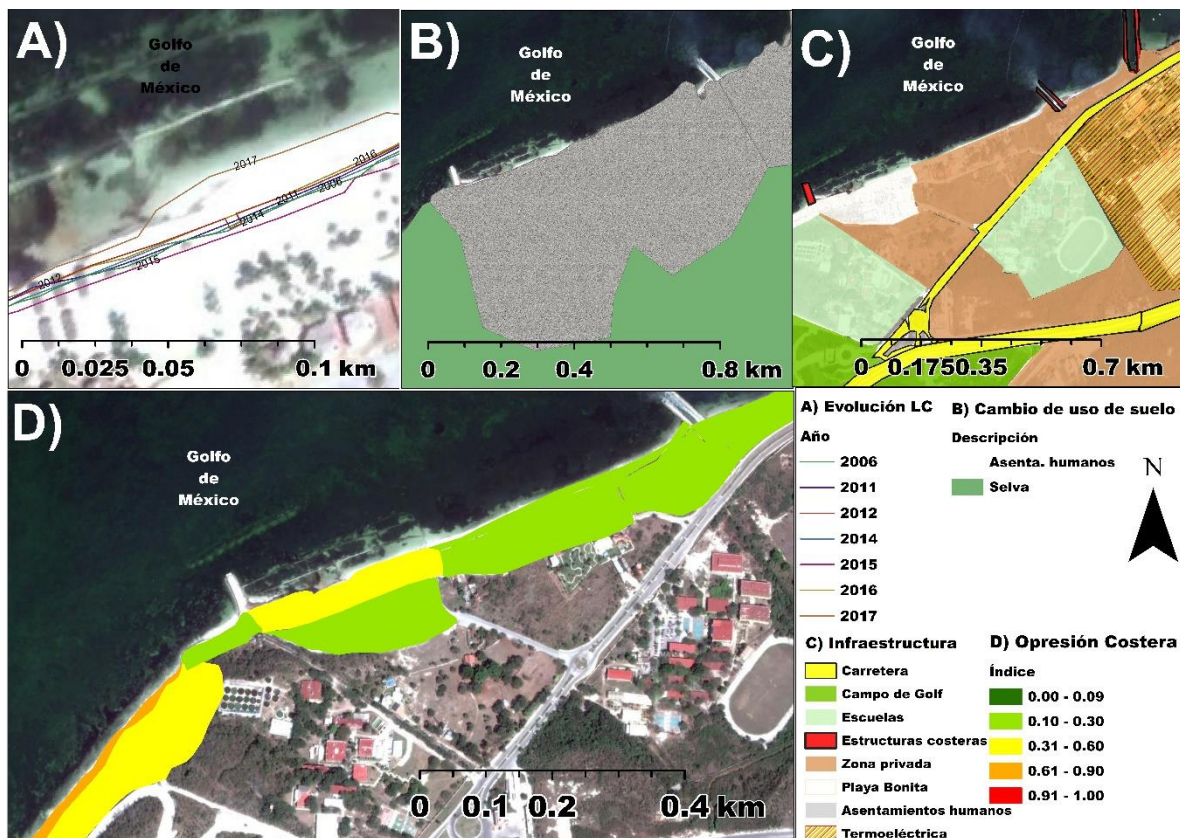 A)
Golfo
de
México
2017
2016
2011
2006
2014
2012
2015
0 0.025 0.05 0.1 km
B)
Golfo
de
México
0 0.2 0.4 0.8 km
C)
Golfo
de
México
0 0.1750.35 0.7 km
D)
Golfo
de
México
0 0.1 0.2 0.4 km
A) Evolución LC
Año
2006
2011
2012
2014
2015
2016
2017
B) Cambio de uso de suelo
Descripción
Asenta. humanos
Selva
N
C) Infraestructura
Carretera
Campo de Golf
Escuelas
Estructuras costeras
Zona privada
Playa Bonita
Asentamientos humanos
Termoeléctrica
D) Opresión Costera
Índice
0.00 - 0.09
0.10 - 0.30
0.31 - 0.60
0.61 - 0.90
0.91 - 1.00